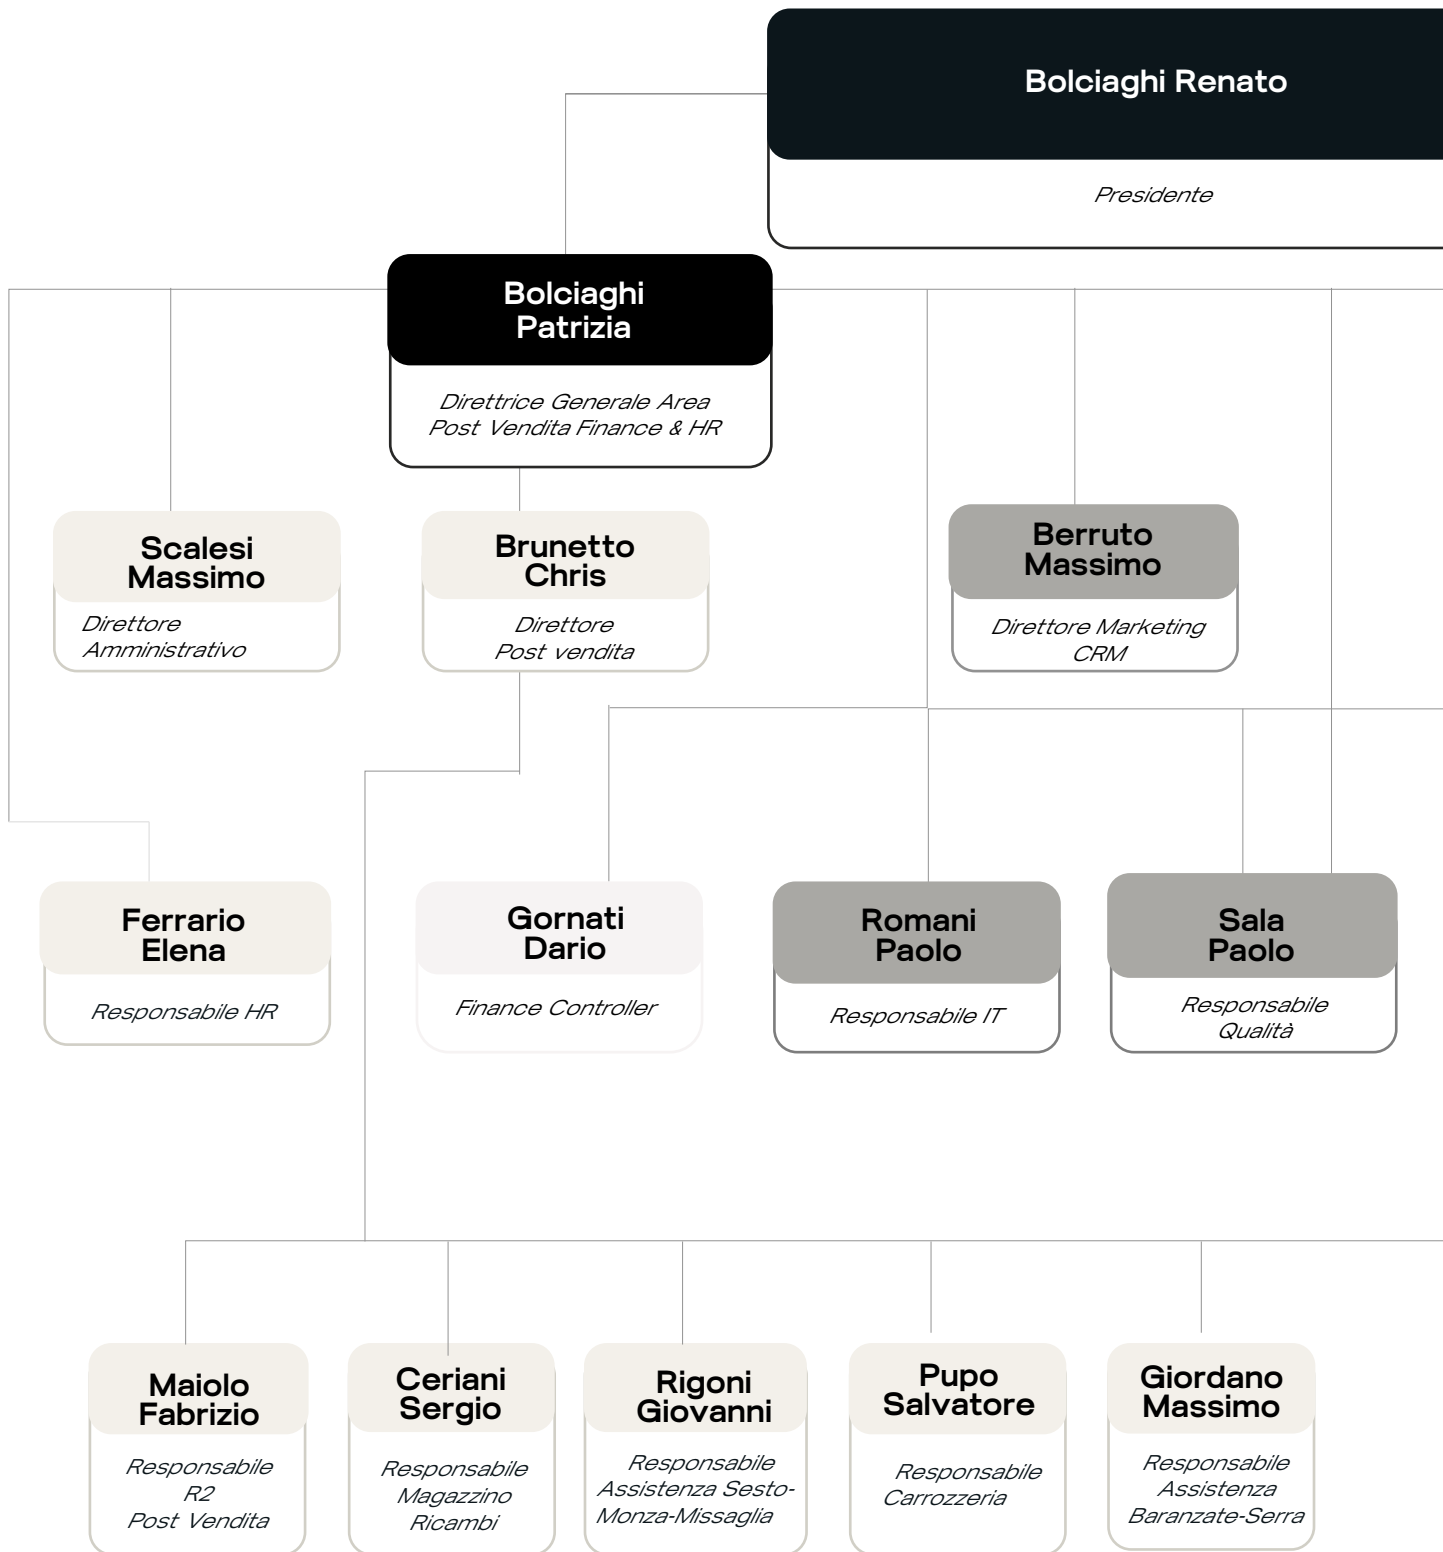 Bolciaghi Renato
Presidente
Bolciaghi
Patrizia
Direttrice Generale Area
Post Vendita Finance & HR
Scalesi
Massimo
Direttore
Amministrativo
Brunetto
Chris
Direttore
Post vendita
Berruto
Massimo
Direttore Marketing
CRM
Ferrario
Elena
Responsabile HR
Gornati
Dario
Finance Controller
Romani
Paolo
Responsabile IT
Sala
Paolo
Responsabile
Qualità
Maiolo
Fabrizio
Responsabile
R2
Post Vendita
Ceriani
Sergio
Responsabile
Magazzino
Ricambi
Rigoni
Giovanni
Responsabile
Assistenza Sesto-
Monza-Missaglia
Pupo
Salvatore
Responsabile
Carrozzeria
Giordano
Massimo
Responsabile
Assistenza
Baranzate-Serra